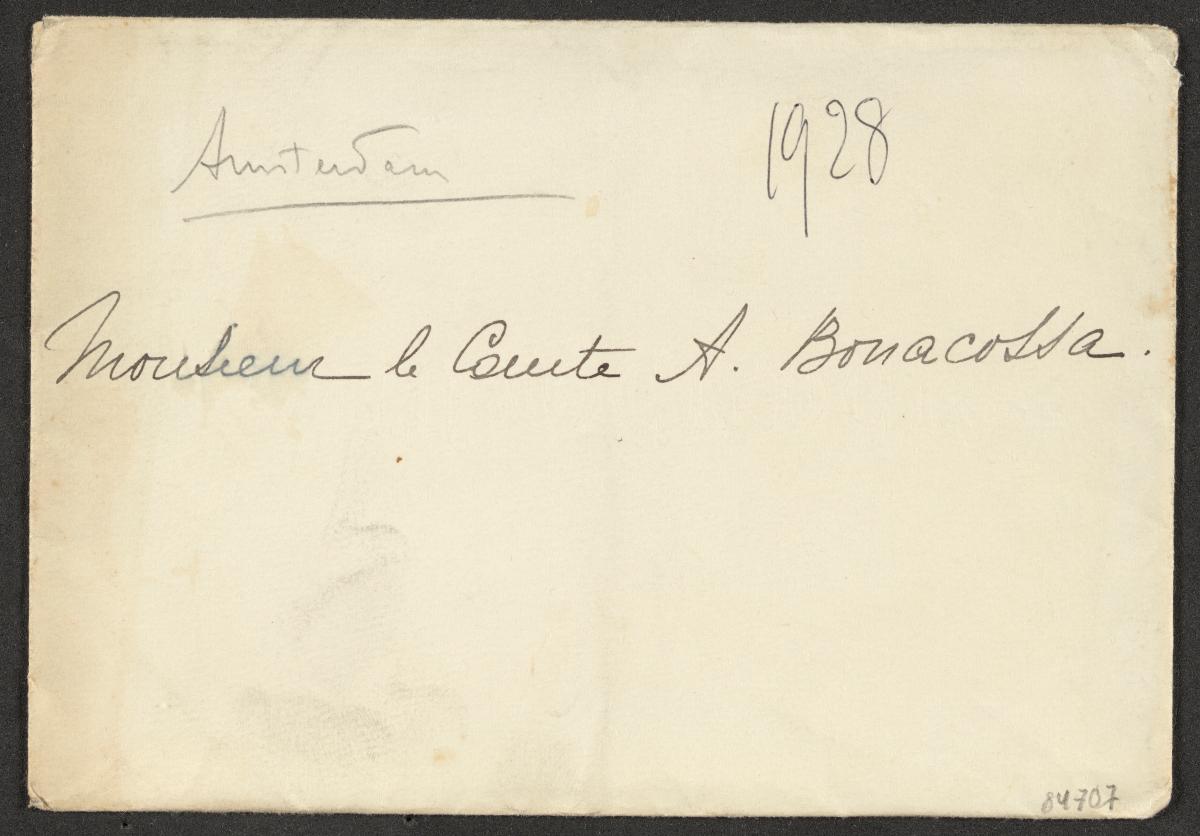 Amsterdam
1928
Monsieur le Comte A. Bonacossa.
84707